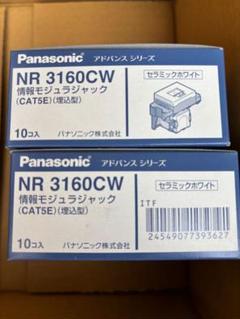 Panasonic アドバンス シリーズ
NR 3160CW セラミックホワイト
情報モジュラジャック
(CAT5E)(埋込型)
10コ入 パナソニック株式会社
Panasonic アドバンス シリーズ
NR 3160CW セラミックホワイト
情報モジュラジャック
(CAT5E)(埋込型)
ITF
24549077393627
10コ入 パナソニック株式会社